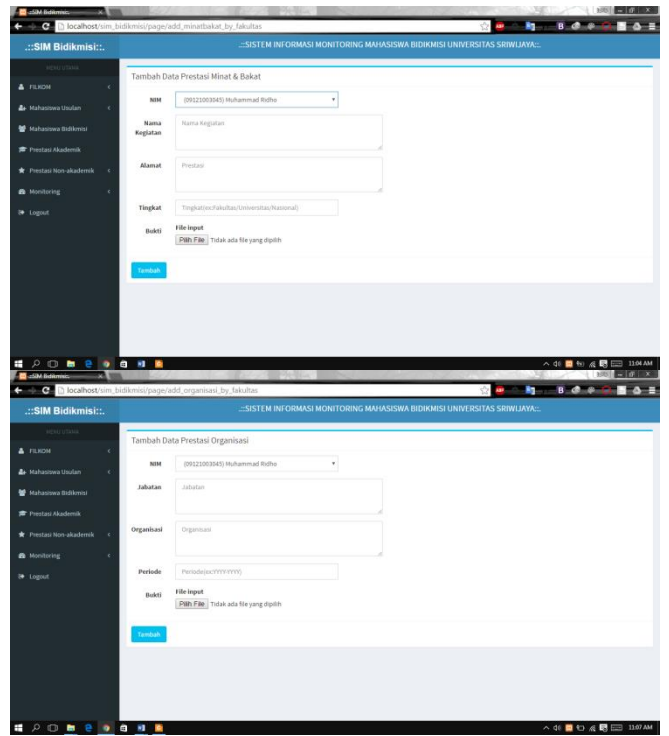 .::SIM Bidikmisi::.
localhost/sim_bidikmisi/page/add_minatbakat_by_fakultas
.::SIM Bidikmisi::.
.::SISTEM INFORMASI MONITORING MAHASISWA BIDIKMISI UNIVERSITAS SRIWIJAYA::.
MENU UTAMA
Tambah Data Prestasi Minat & Bakat
FILKOM
Mahasiswa Usulan
Mahasiswa Bidikmisi
Prestasi Akademik
Prestasi Non-akademik
Monitoring
Logout
NIM
(09121003045) Muhammad Ridho
Nama Kegiatan
Nama Kegiatan
Alamat
Prestasi
Tingkat
Tingkat(ex:Fakultas/Universitas/Nasional)
Bukti
File input
Pilih File Tidak ada file yang dipilih
Tambah
11:04 AM
.::SIM Bidikmisi::.
localhost/sim_bidikmisi/page/add_organisasi_by_fakultas
.::SIM Bidikmisi::.
.::SISTEM INFORMASI MONITORING MAHASISWA BIDIKMISI UNIVERSITAS SRIWIJAYA::.
MENU UTAMA
Tambah Data Prestasi Organisasi
FILKOM
Mahasiswa Usulan
Mahasiswa Bidikmisi
Prestasi Akademik
Prestasi Non-akademik
Monitoring
Logout
NIM
(09121003045) Muhammad Ridho
Jabatan
Jabatan
Organisasi
Organisasi
Periode
Periode(ex:YYYY-YYYY)
Bukti
File input
Pilih File Tidak ada file yang dipilih
Tambah
11:07 AM